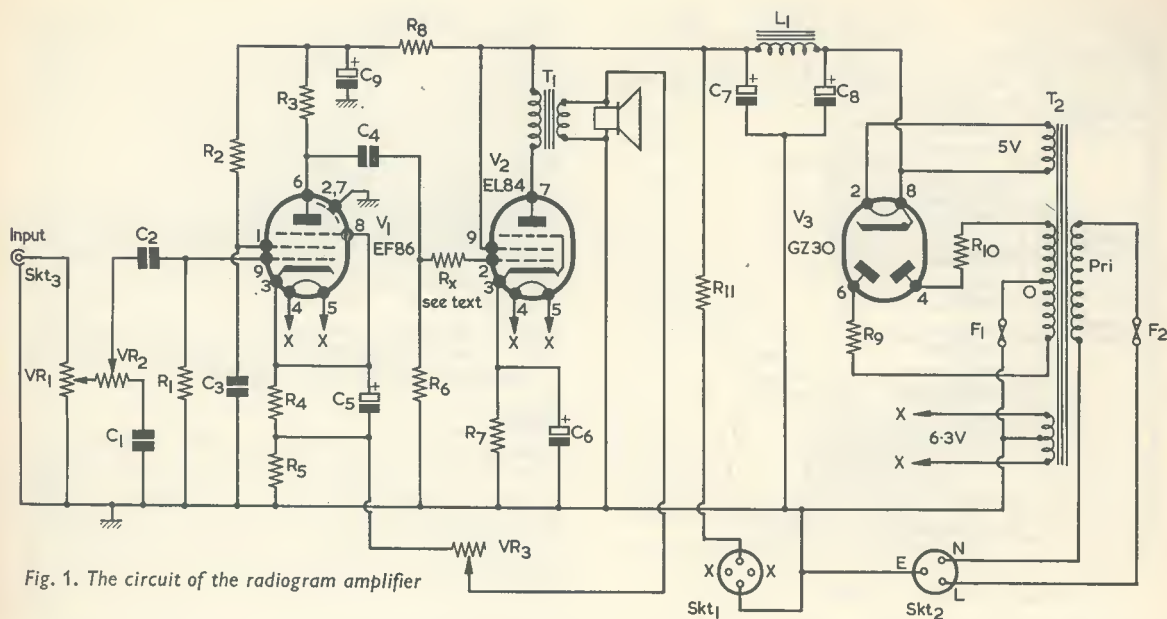 R8
L1
C9
T1
R3
C7
C8
C4
T2
R2
V2
EL84
5V
6
2,7
7
8
V1
EF86
2
8
Input
C2
1
9
9
2
V3
GZ30
R10
Skt3
3
Rx
see text
3
R11
O
Pri
4
5
4
5
6
4
F1
F2
X
X
X
X
VR2
R9
VR1
R1
C3
R4
C5
R6
X
C1
R7
C6
6·3V
R5
X
VR3
N
E
X
X
L
Fig. 1. The circuit of the radiogram amplifier
Skt1
Skt2